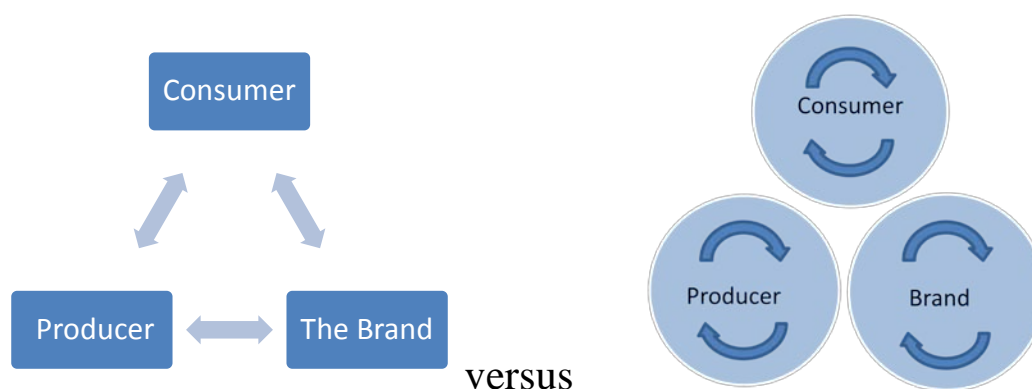 Consumer
Producer
The Brand
versus
Consumer
Producer
Brand